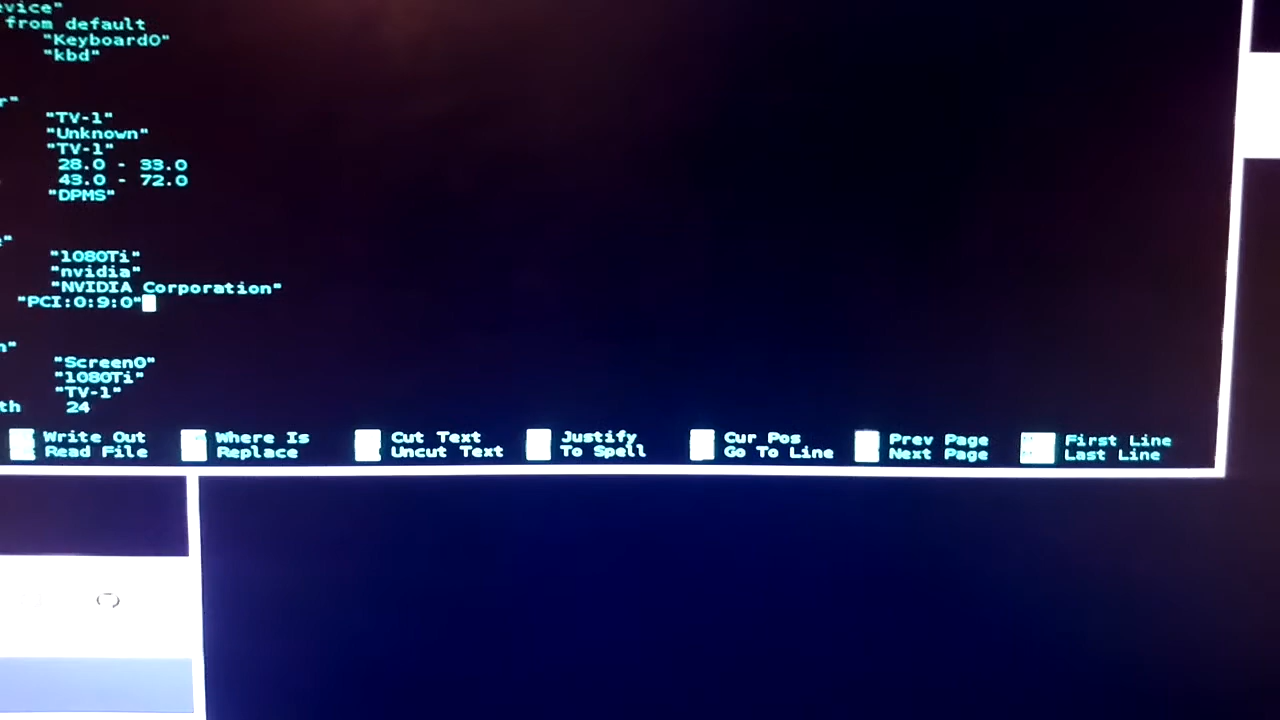 evice"
from default
"Keyboard0"
"kbd"
r"
"TV-1"
"Unknown"
"TV-1"
28.0 - 33.0
43.0 - 72.0
"DPMS"
e"
"1080Ti"
"nvidia"
"NVIDIA Corporation"
"PCI:0:9:0"
n"
"Screen0"
"1080Ti"
"TV-1"
th 24
Write Out Where Is Cut Text Justify Cur Pos Prev Page First Line
Read File Replace Uncut Text To Spell Go To Line Next Page Last Line